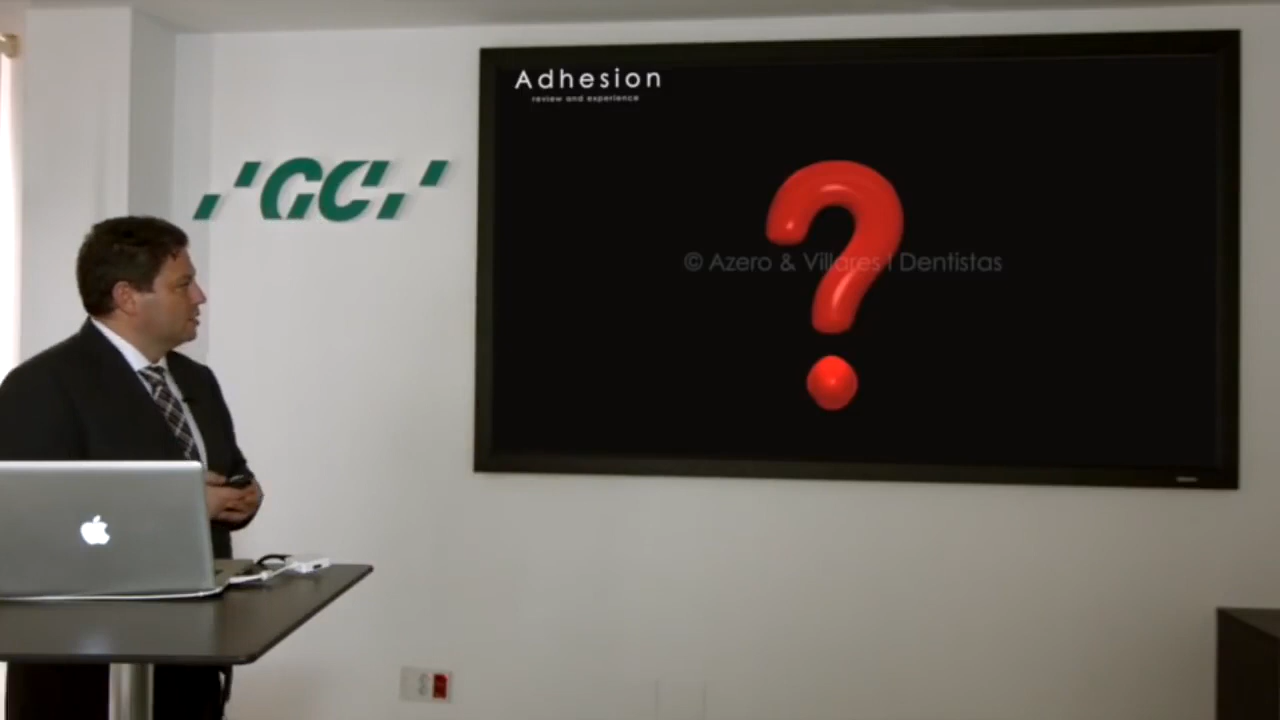 Adhesion
review and experience
GC
?
© Azero & Villares | Dentistas